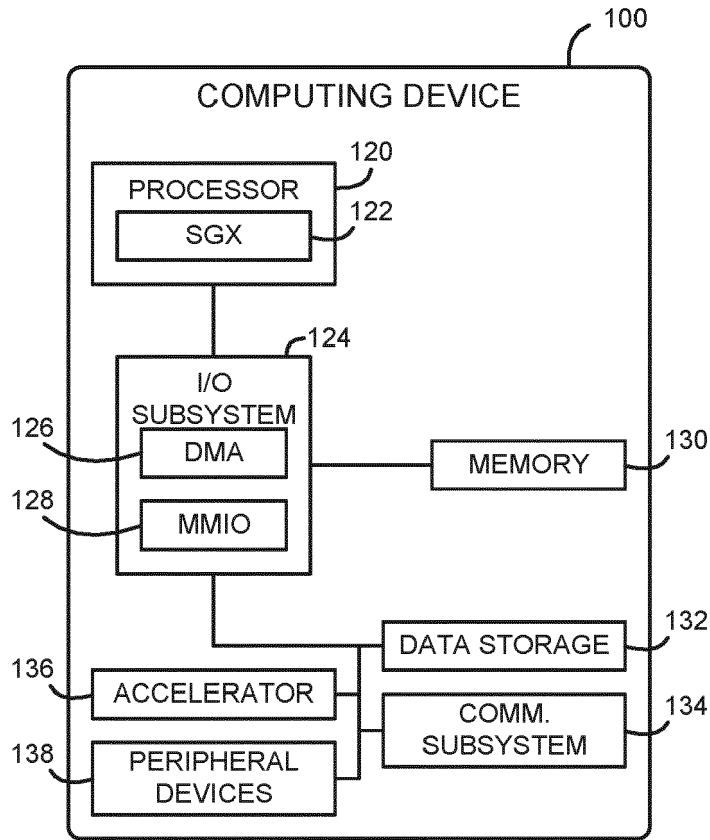 100
COMPUTING DEVICE
120
PROCESSOR
122
SGX
124
I/O
SUBSYSTEM
126
DMA
128
MMIO
130
MEMORY
132
DATA STORAGE
136
ACCELERATOR
134
COMM.
SUBSYSTEM
138
PERIPHERAL
DEVICES